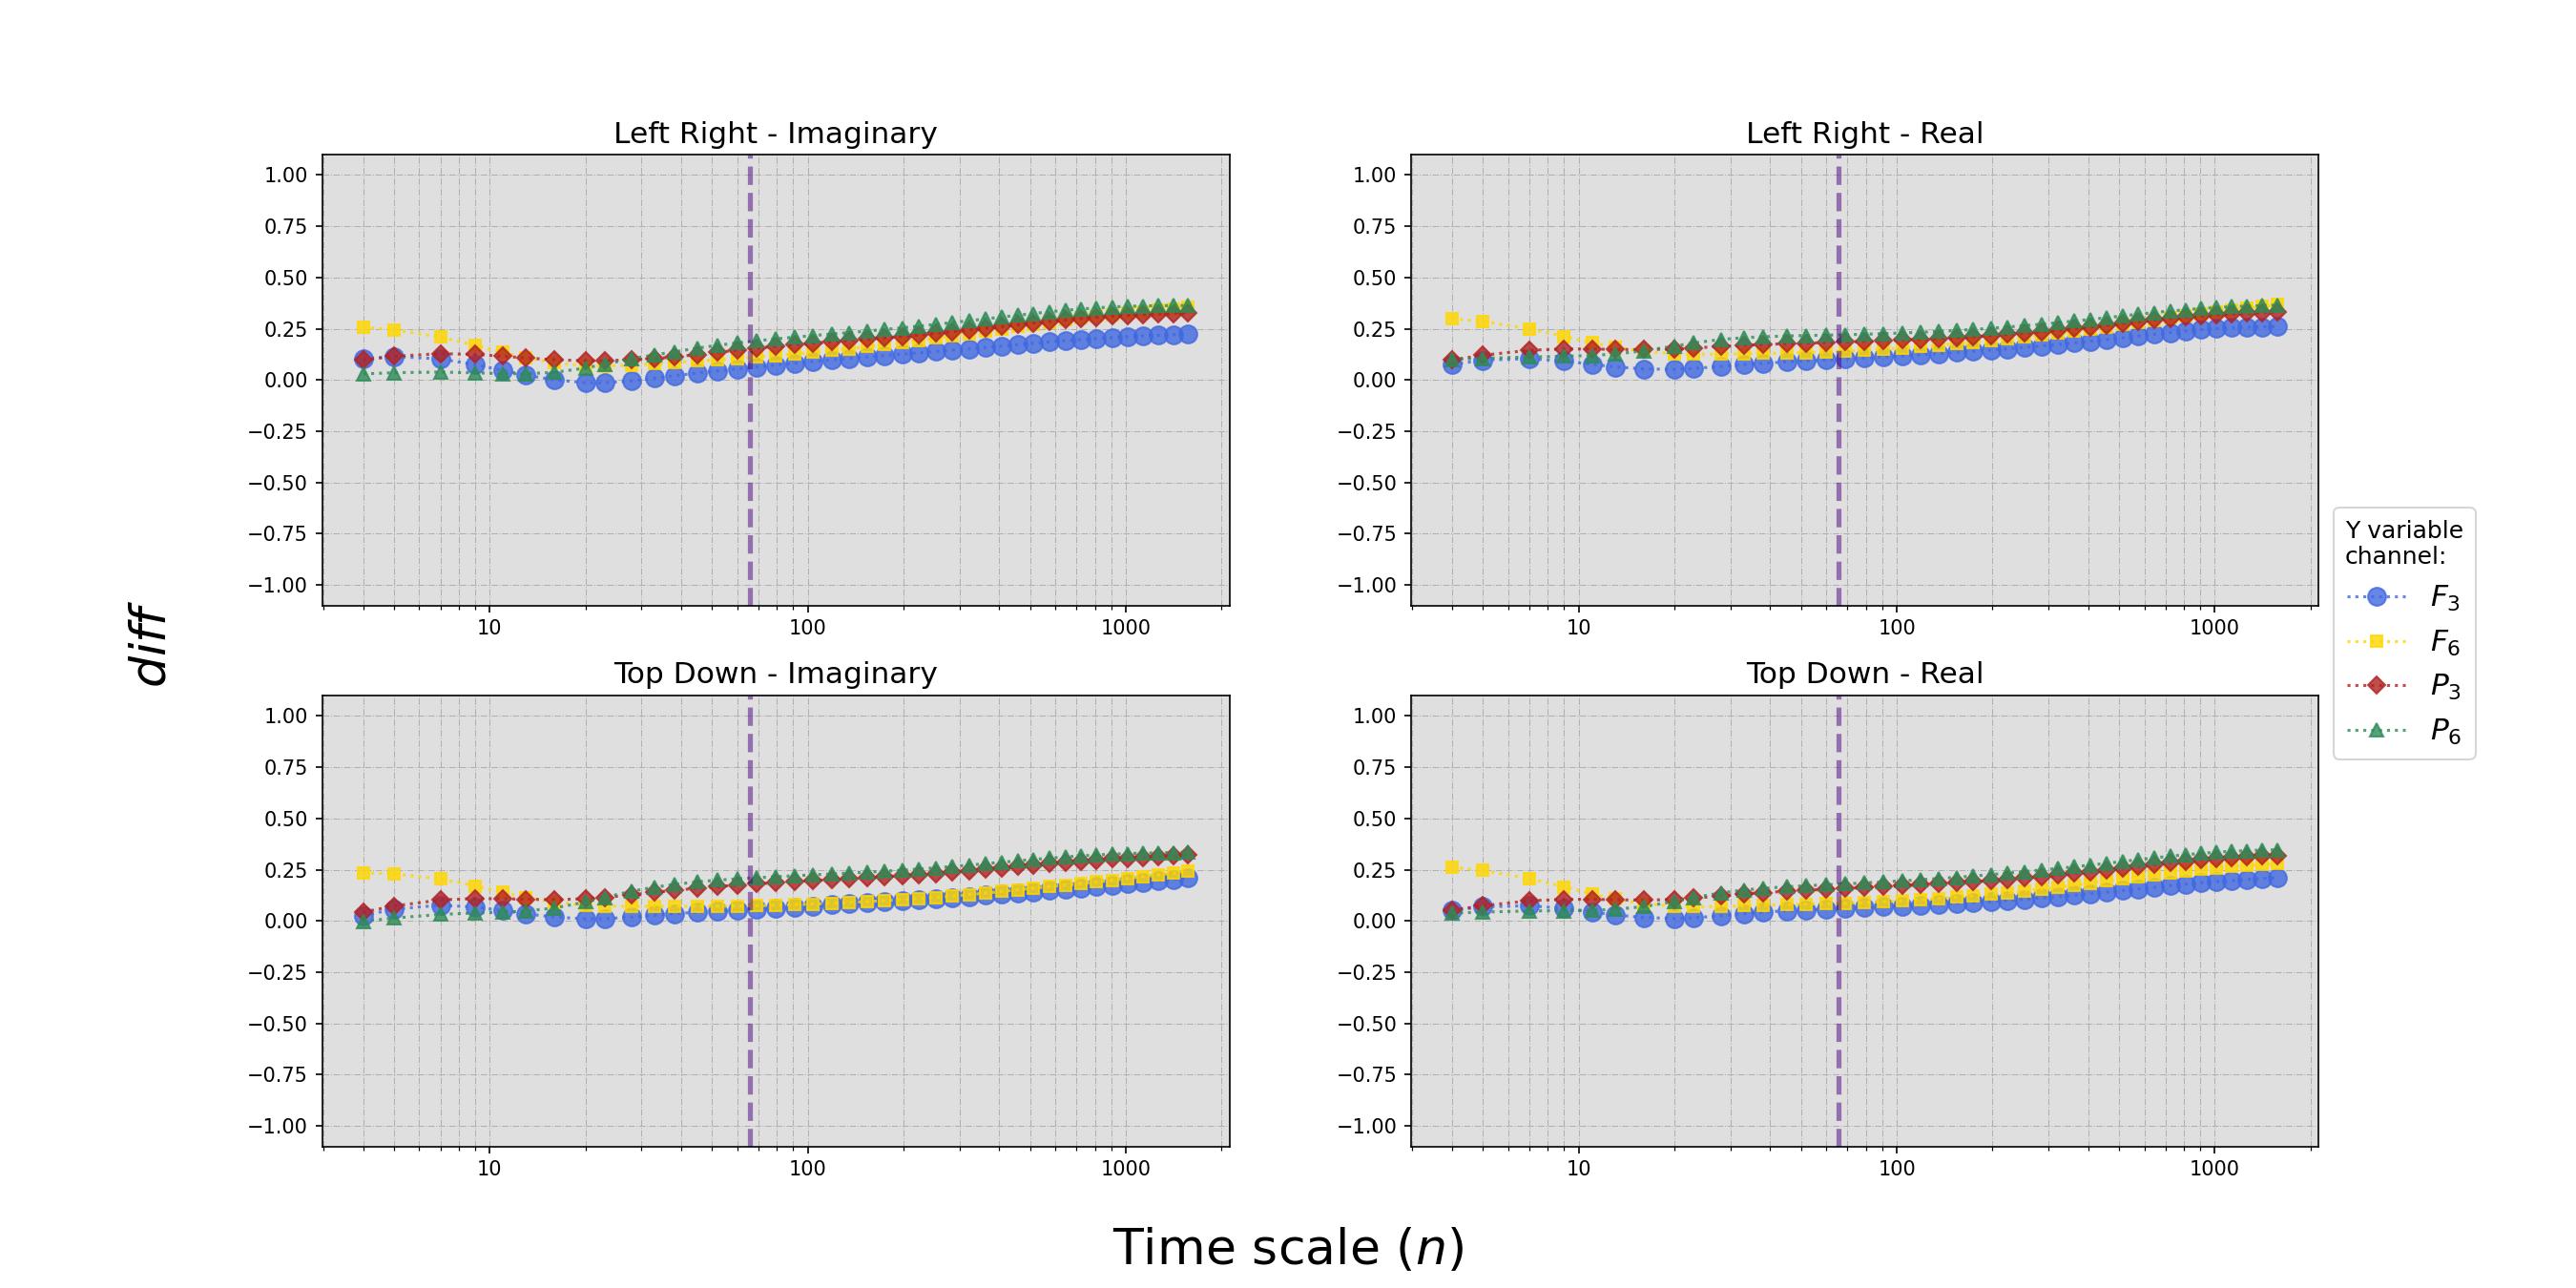 Left Right - Imaginary
1.00
0.75
0.50
0.25
0.00
−0.25
−0.50
−0.75
−1.00
10 100 1000
Left Right - Real
1.00
0.75
0.50
0.25
0.00
−0.25
−0.50
−0.75
−1.00
10 100 1000
Top Down - Imaginary
1.00
0.75
0.50
0.25
0.00
−0.25
−0.50
−0.75
−1.00
10 100 1000
Top Down - Real
1.00
0.75
0.50
0.25
0.00
−0.25
−0.50
−0.75
−1.00
10 100 1000
diff
Time scale (n)
Y variable
channel:
F3
F6
P3
P6